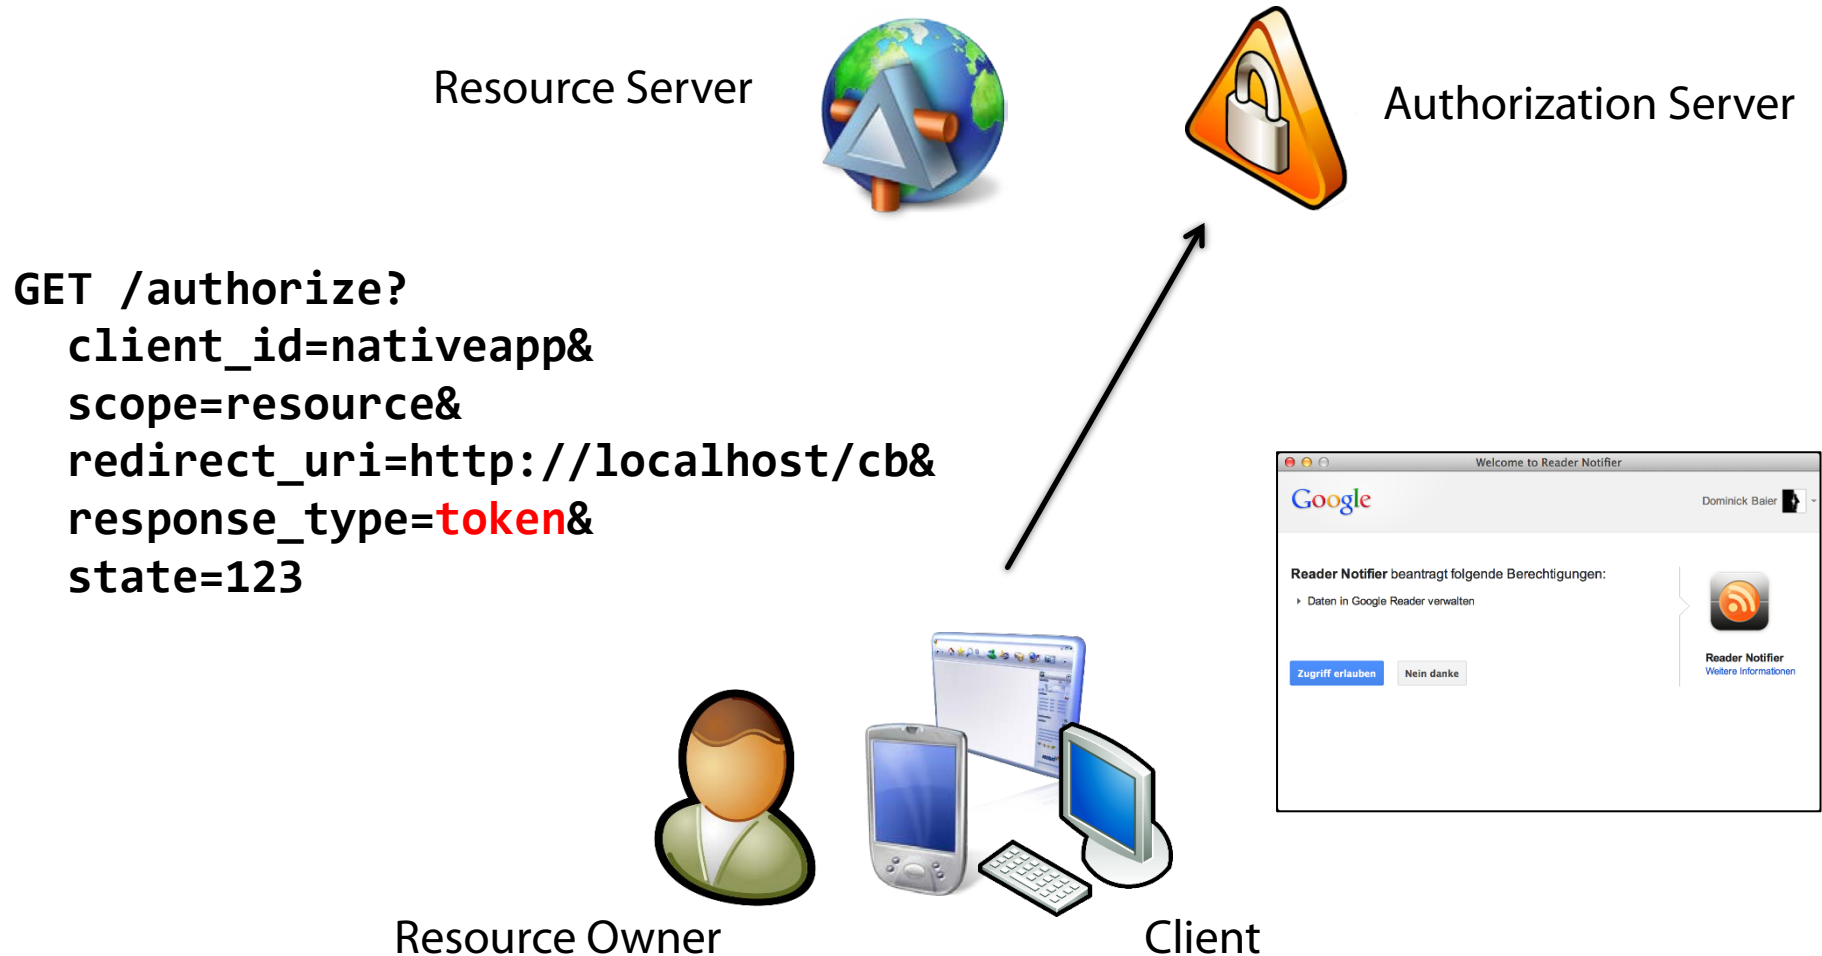 Resource Server
Authorization Server
GET /authorize?
client_id=nativeapp&
scope=resource&
redirect_uri=http://localhost/cb&
response_type=token&
state=123
Welcome to Reader Notifier
Google
Dominick Baier
Reader Notifier beantragt folgende Berechtigungen:
Daten in Google Reader verwalten
Reader Notifier
Weitere Informationen
Zugriff erlauben
Nein danke
Resource Owner
Client